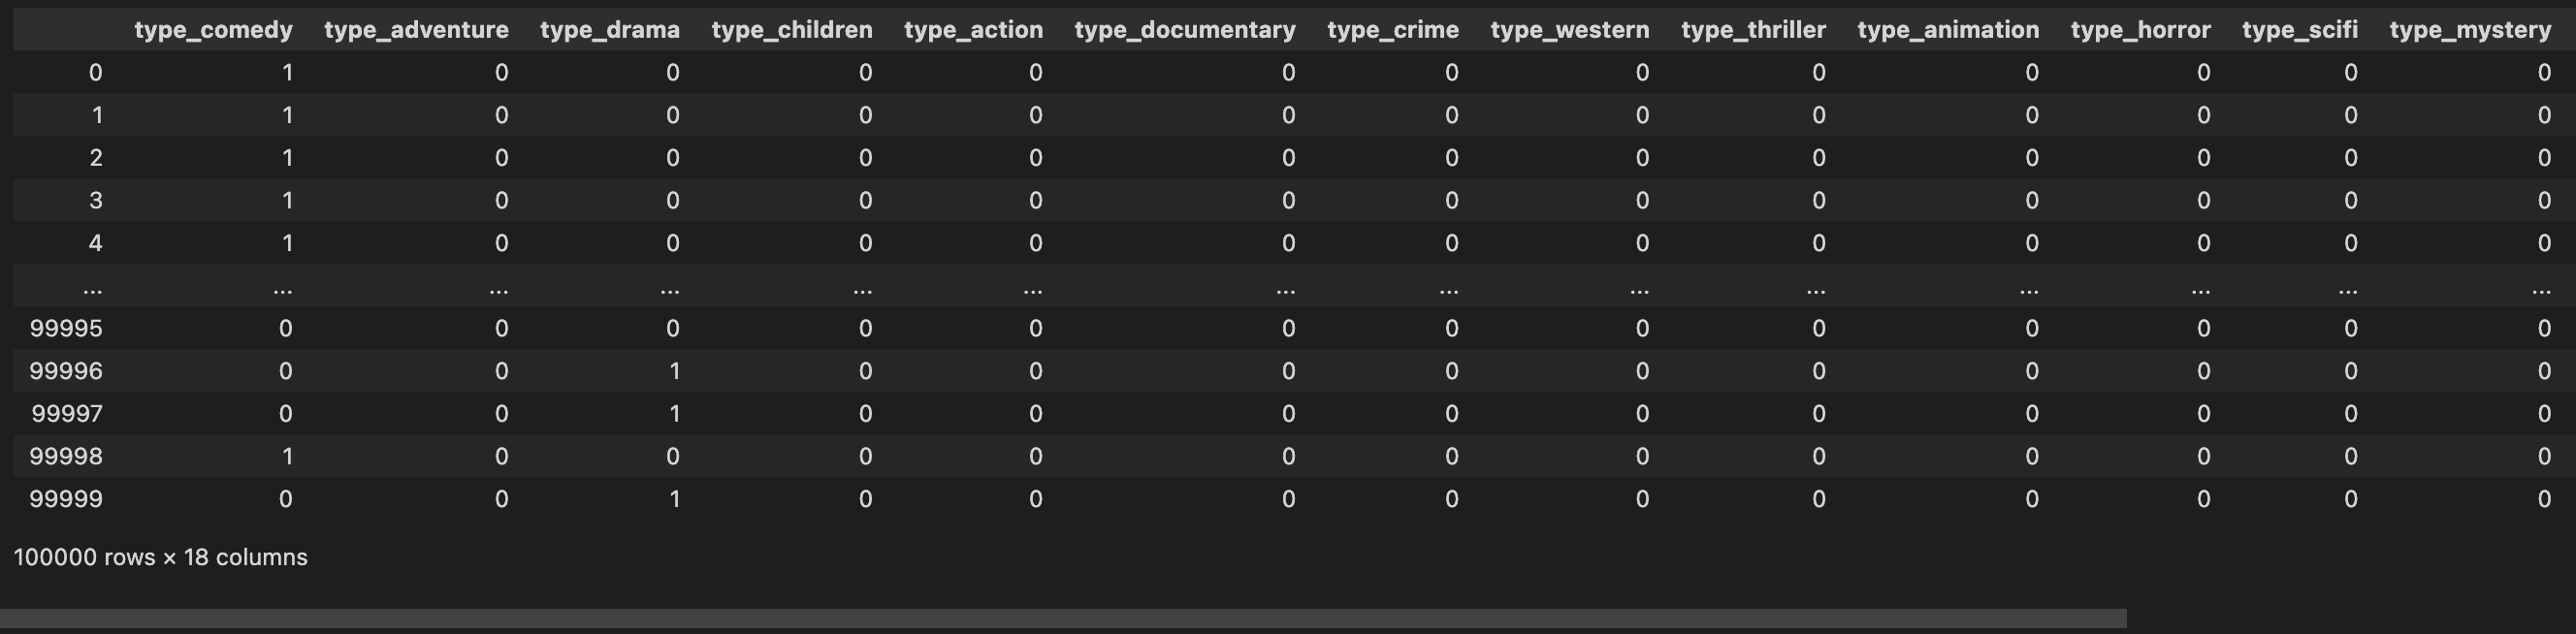 type_comedy type_adventure type_drama type_children type_action type_documentary type_crime type_western type_thriller type_animation type_horror type_scifi type_mystery
0 1 0 0 0 0 0 0 0 0 0 0 0 0
1 1 0 0 0 0 0 0 0 0 0 0 0 0
2 1 0 0 0 0 0 0 0 0 0 0 0 0
3 1 0 0 0 0 0 0 0 0 0 0 0 0
4 1 0 0 0 0 0 0 0 0 0 0 0 0
... ... ... ... ... ... ... ... ... ... ... ... ... ...
99995 0 0 0 0 0 0 0 0 0 0 0 0 0
99996 0 0 1 0 0 0 0 0 0 0 0 0 0
99997 0 0 1 0 0 0 0 0 0 0 0 0 0
99998 1 0 0 0 0 0 0 0 0 0 0 0 0
99999 0 0 1 0 0 0 0 0 0 0 0 0 0
100000 rows × 18 columns